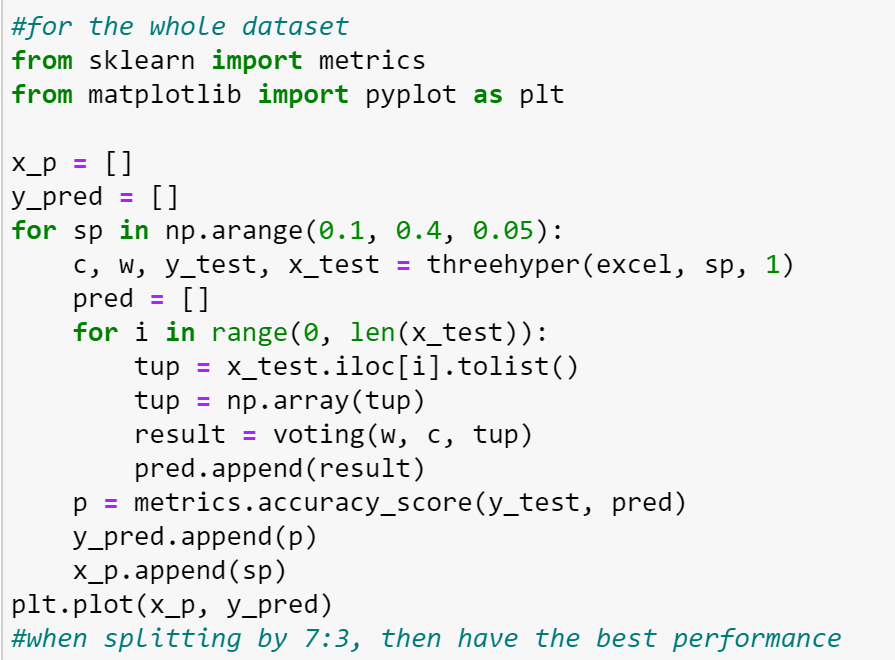 #for the whole dataset
from sklearn import metrics
from matplotlib import pyplot as plt

x_p = []
y_pred = []
for sp in np.arange(0.1, 0.4, 0.05):
    c, w, y_test, x_test = threehyper(excel, sp, 1)
    pred = []
    for i in range(0, len(x_test)):
        tup = x_test.iloc[i].tolist()
        tup = np.array(tup)
        result = voting(w, c, tup)
        pred.append(result)
    p = metrics.accuracy_score(y_test, pred)
    y_pred.append(p)
    x_p.append(sp)
plt.plot(x_p, y_pred)
#when splitting by 7:3, then have the best performance